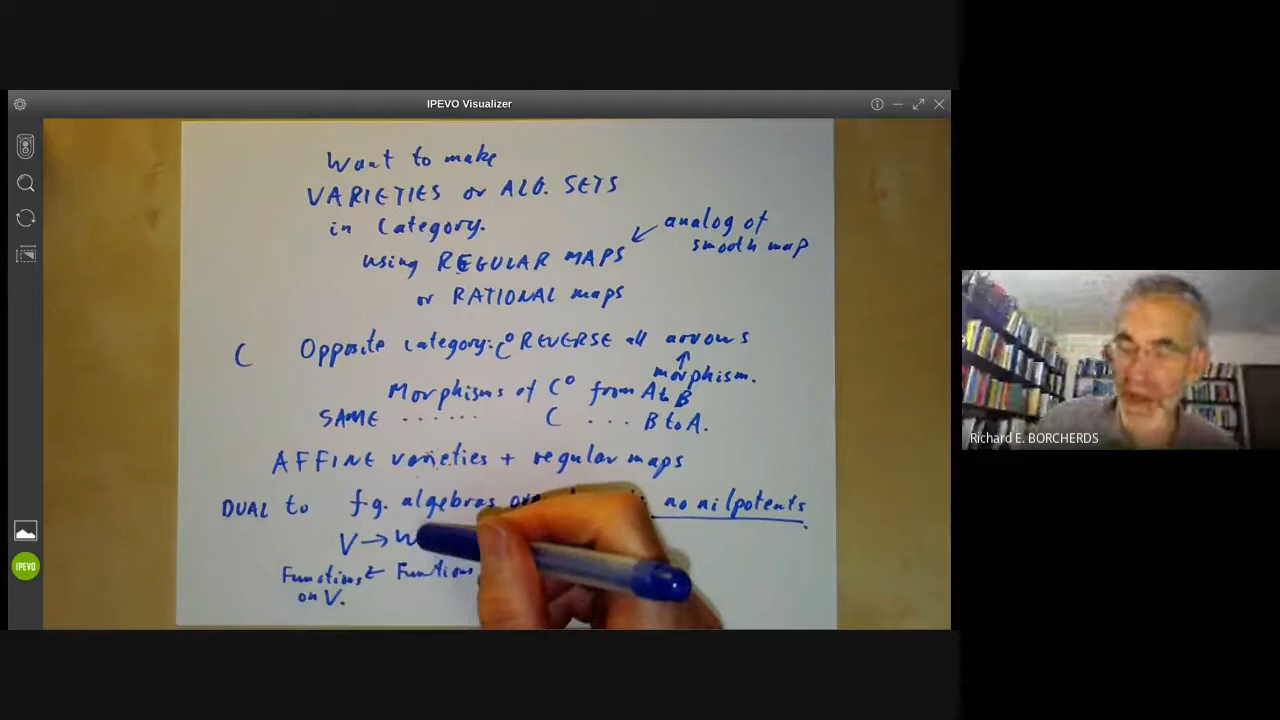 IPEVO Visualizer
Want to make
VARIETIES or ALG. SETS
in Category.
analog of
smooth map
using REGULAR MAPS
or RATIONAL maps
C Opposite category: C⁰ REVERSE all arrows
morphism.
Morphisms of C⁰ from A to B
SAME ...... C ... B to A.
AFFINE varieties + regular maps
DUAL to f.g. algebras no nilpotents
V → W
Functions ← Functions
on V.
Richard E. BORCHERDS
IPEVO